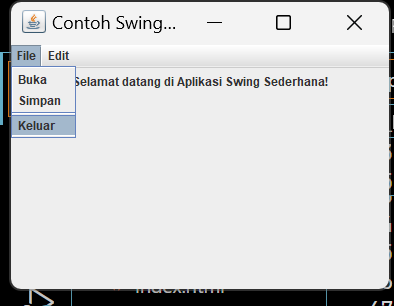 Contoh Swing...
File Edit
Buka
Selamat datang di Aplikasi Swing Sederhana!
Simpan
Keluar
index.html